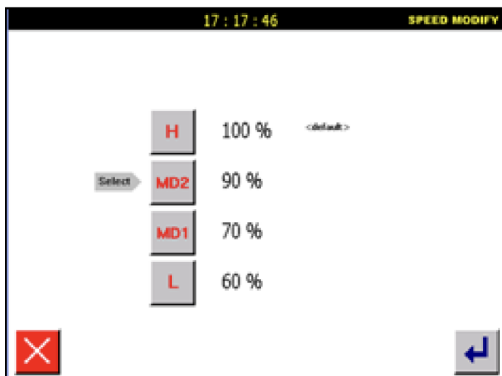 17 : 17 : 46 SPEED MODIFY
H 100 % <default>
Select MD2 90 %
MD1 70 %
L 60 %